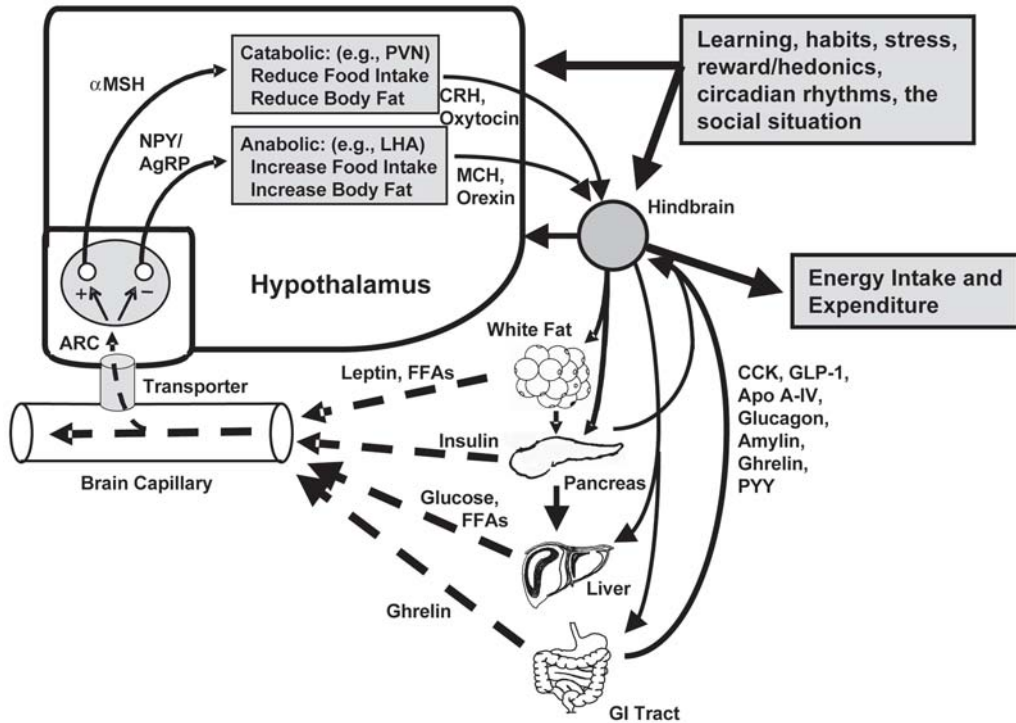 Catabolic: (e.g., PVN)
Reduce Food Intake
Reduce Body Fat
αMSH
CRH,
Oxytocin
NPY/
AgRP
Anabolic: (e.g., LHA)
Increase Food Intake
Increase Body Fat
MCH,
Orexin
Learning, habits, stress,
reward/hedonics,
circadian rhythms, the
social situation
Hindbrain
Hypothalamus
Energy Intake and
Expenditure
+
−
ARC
Transporter
Brain Capillary
White Fat
Leptin, FFAs
Insulin
Pancreas
Glucose,
FFAs
Liver
Ghrelin
GI Tract
CCK, GLP-1,
Apo A-IV,
Glucagon,
Amylin,
Ghrelin,
PYY